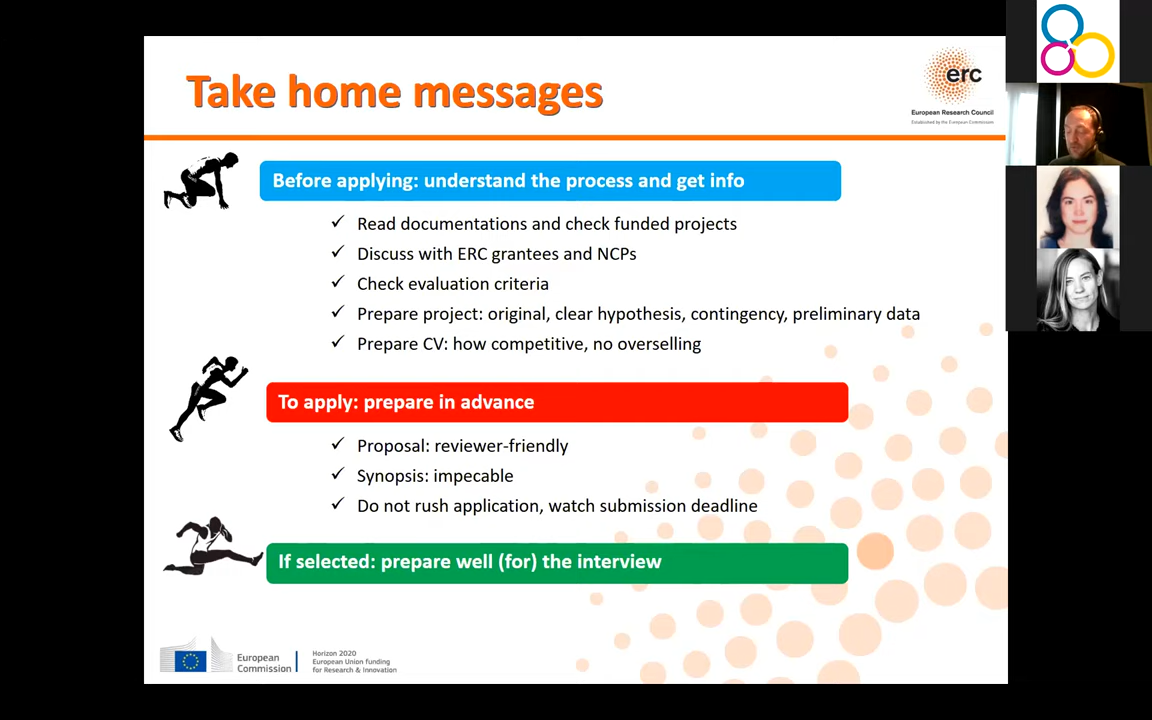 Take home messages
erc
European Research Council
Established by the European Commission
Before applying: understand the process and get info
✓ Read documentations and check funded projects
✓ Discuss with ERC grantees and NCPs
✓ Check evaluation criteria
✓ Prepare project: original, clear hypothesis, contingency, preliminary data
✓ Prepare CV: how competitive, no overselling
To apply: prepare in advance
✓ Proposal: reviewer-friendly
✓ Synopsis: impecable
✓ Do not rush application, watch submission deadline
If selected: prepare well (for) the interview
European
Commission
Horizon 2020
European Union funding
for Research & Innovation